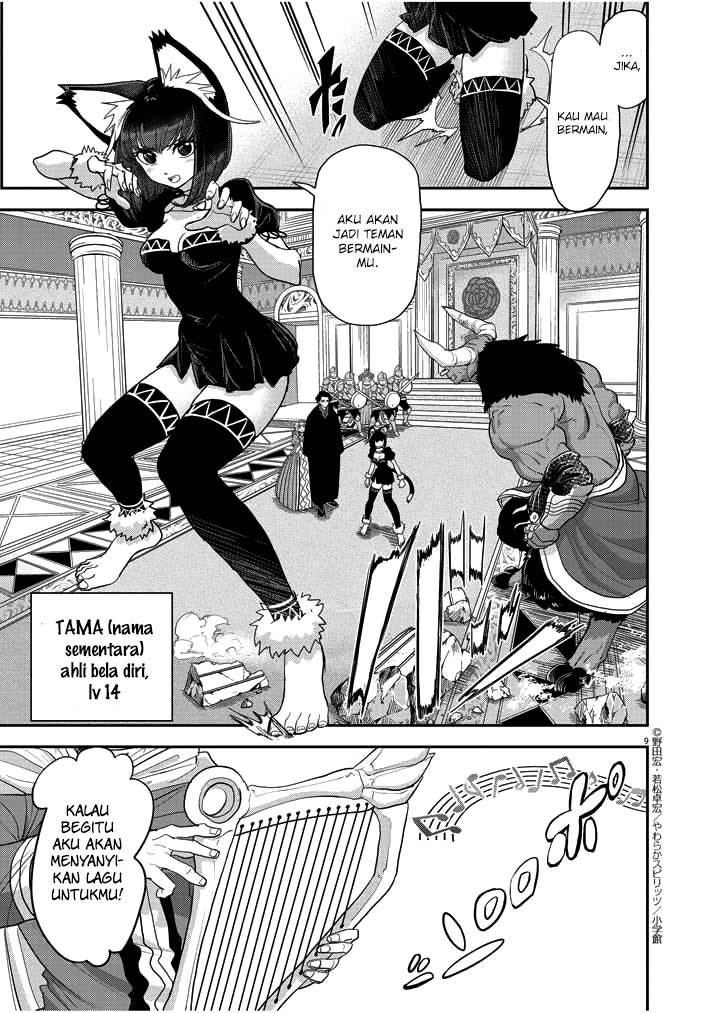 ...
JIKA,
KAU MAU
BERMAIN,
AKU AKAN
JADI TEMAN
BERMAIN-
MU.
TAMA (nama
sementara)
ahli bela diri,
lv 14
9
©野田宏・若松卓宏／やわらかスピリッツ／小学館
KALAU
BEGITU
AKU AKAN
MENYANYI-
KAN LAGU
UNTUKMU!